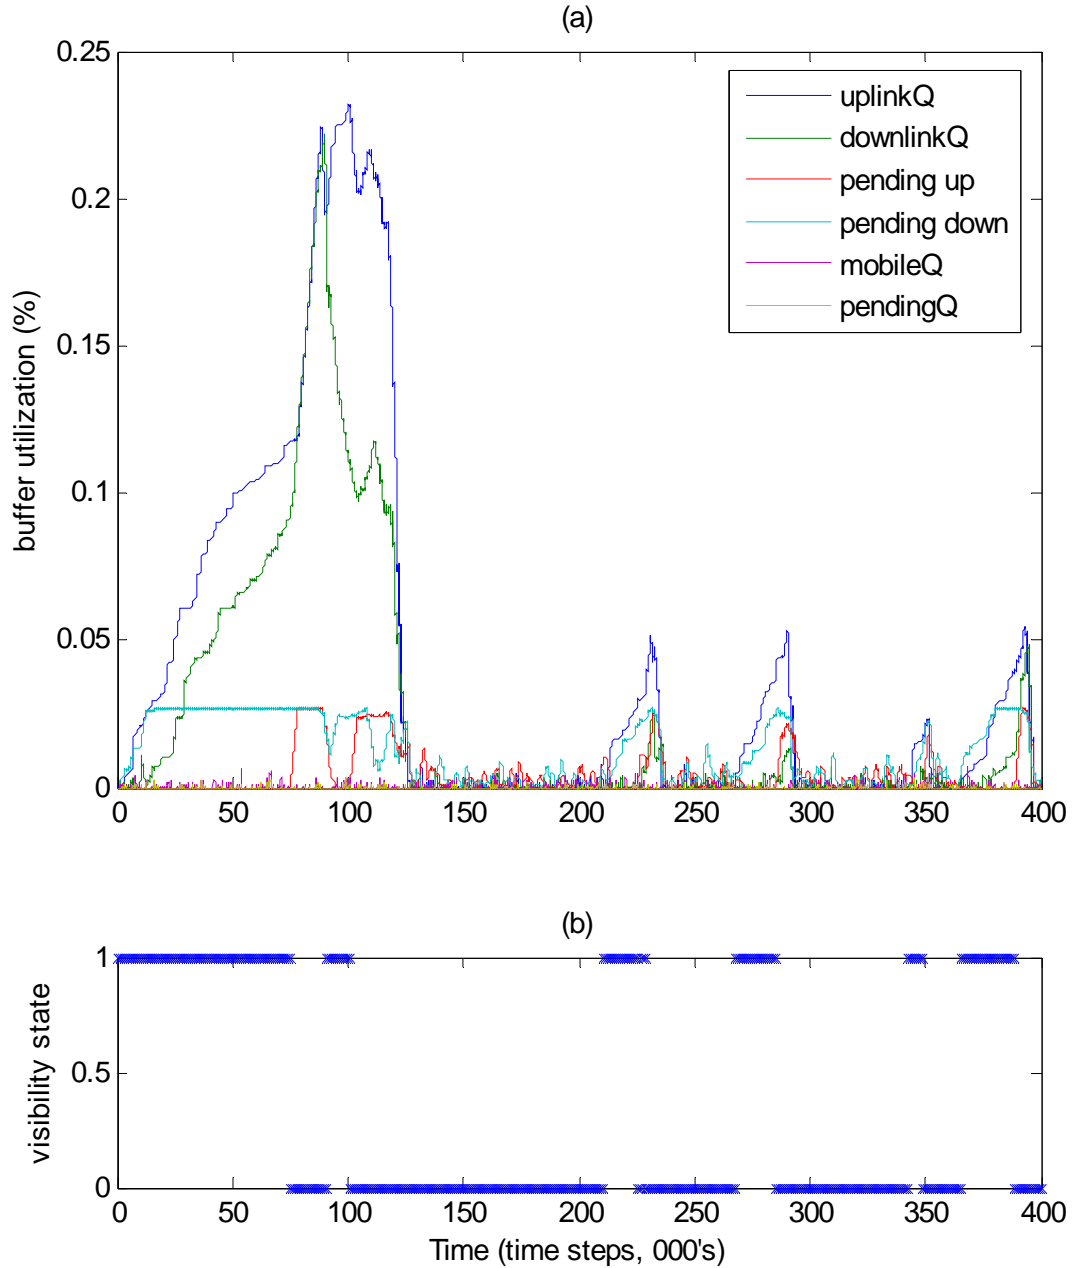 (a)
0.25
0.2
0.15
0.1
0.05
0
buffer utilization (%)
uplinkQ
downlinkQ
pending up
pending down
mobileQ
pendingQ
0 50 100 150 200 250 300 350 400
(b)
1
0.5
0
visibility state
0 50 100 150 200 250 300 350 400
Time (time steps, 000's)